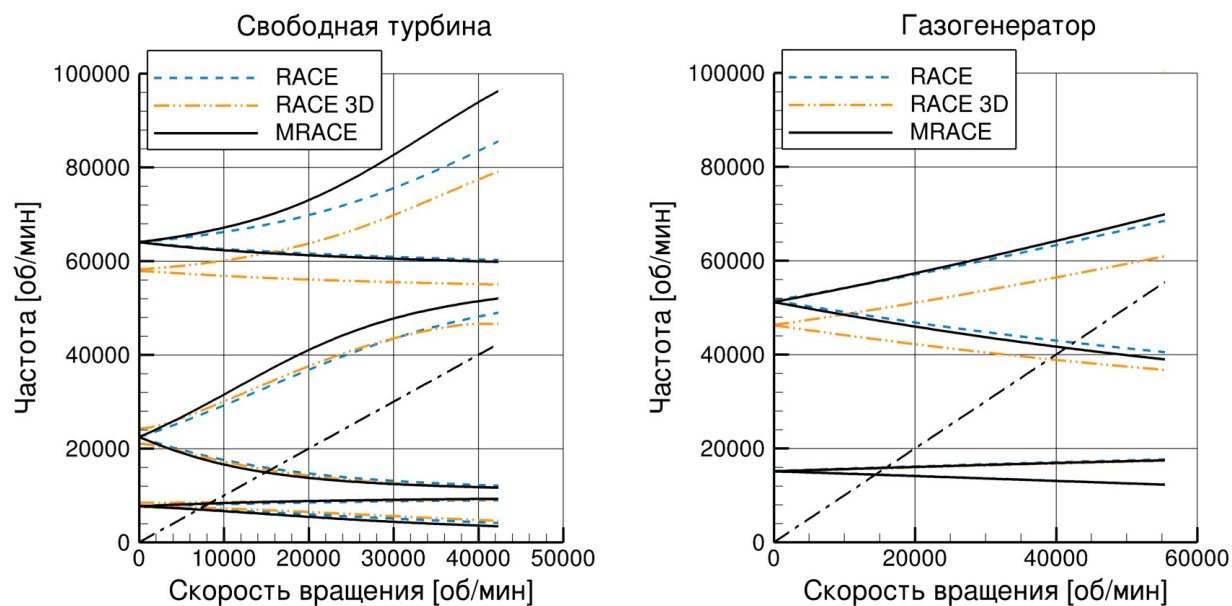 Свободная турбина
RACE
RACE 3D
MRACE
100000
80000
60000
40000
20000
0
Частота [об/мин]
0 10000 20000 30000 40000 50000
Скорость вращения [об/мин]
Газогенератор
RACE
RACE 3D
MRACE
100000
80000
60000
40000
20000
0
Частота [об/мин]
0 20000 40000 60000
Скорость вращения [об/мин]